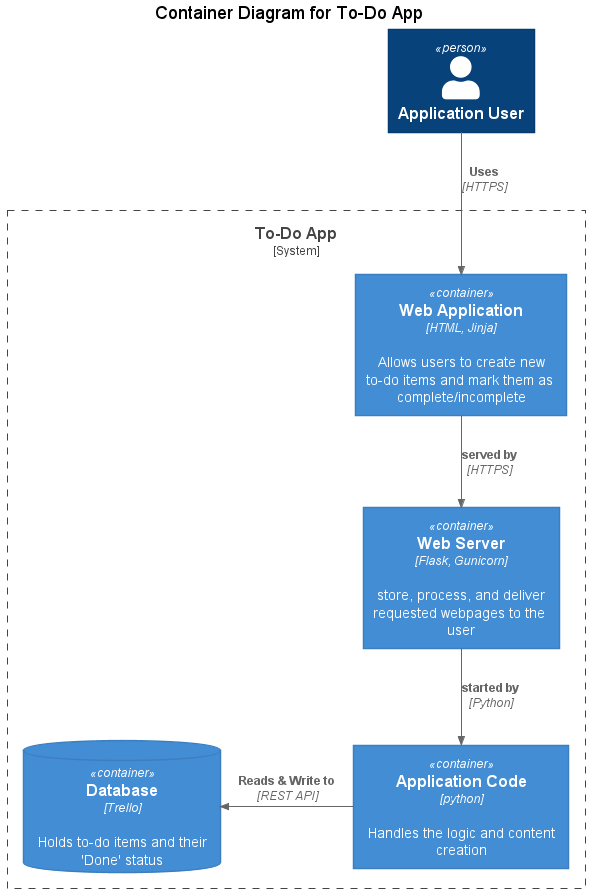 Container Diagram for To-Do App
«person»
Application User
Uses
[HTTPS]
To-Do App
[System]
«container»
Web Application
[HTML, Jinja]
Allows users to create new
to-do items and mark them as
complete/incomplete
served by
[HTTPS]
«container»
Web Server
[Flask, Gunicorn]
store, process, and deliver
requested webpages to the
user
started by
[Python]
«container»
Application Code
[python]
Handles the logic and content
creation
Reads & Write to
[REST API]
«container»
Database
[Trello]
Holds to-do items and their
'Done' status